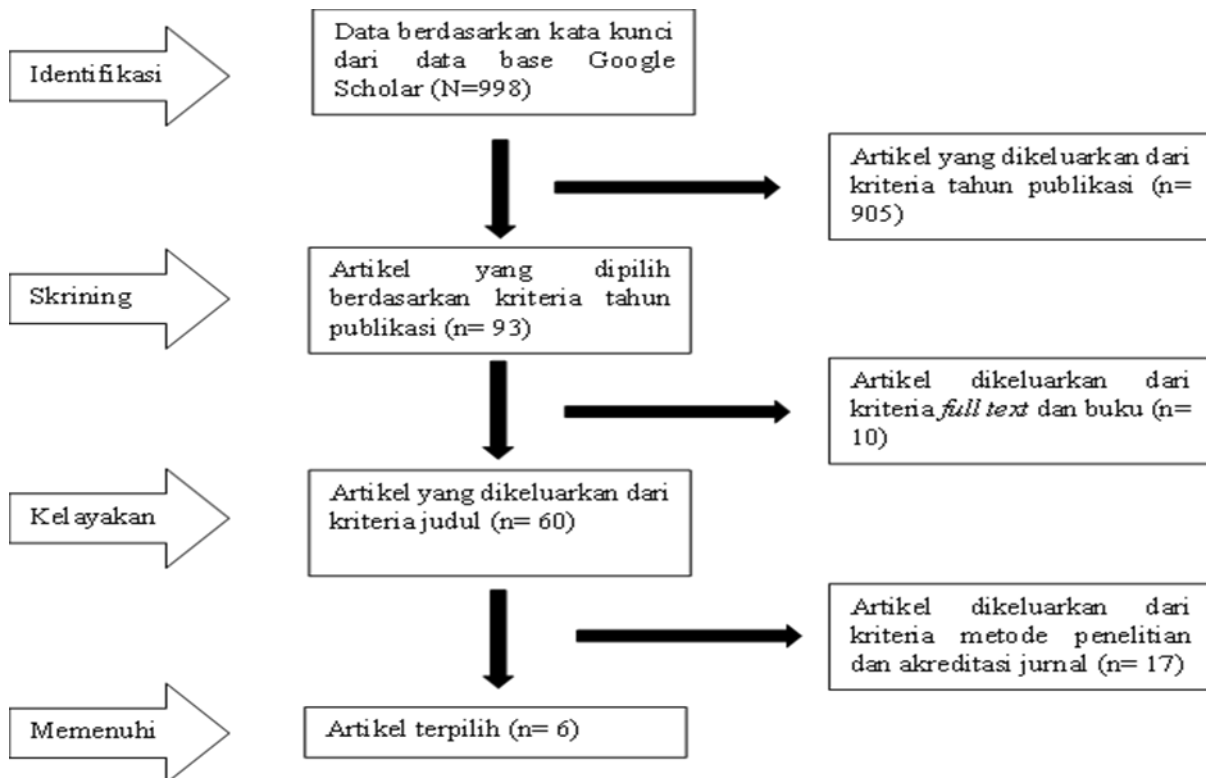 Identifikasi
Data berdasarkan kata kunci
dari data base Google
Scholar (N=998)
Artikel yang dikeluarkan dari
kriteria tahun publikasi (n=
905)
Skrining
Artikel yang dipilih
berdasarkan kriteria tahun
publikasi (n= 93)
Artikel dikeluarkan dari
kriteria full text dan buku (n=
10)
Kelayakan
Artikel yang dikeluarkan dari
kriteria judul (n= 60)
Artikel dikeluarkan dari
kriteria metode penelitian
dan akreditasi jurnal (n= 17)
Memenuhi
Artikel terpilih (n= 6)